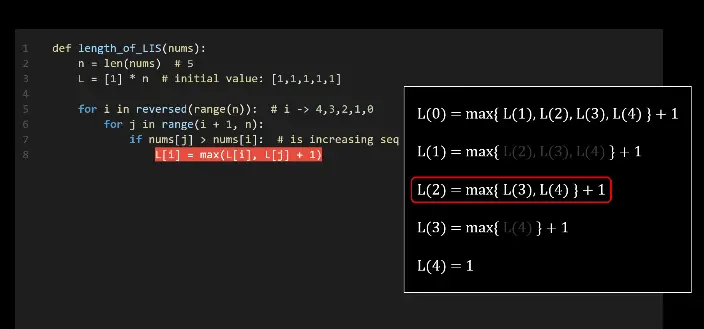 1 def length_of_LIS(nums):
2 n = len(nums) # 5
3 L = [1] * n # initial value: [1,1,1,1,1]
4
5 for i in reversed(range(n)): # i -> 4,3,2,1,0
6 for j in range(i + 1, n):
7 if nums[j] > nums[i]: # is increasing seq
8 L[i] = max(L[i], L[j] + 1)
L(0) = max{ L(1), L(2), L(3), L(4) } + 1
L(1) = max{ L(2), L(3), L(4) } + 1
L(2) = max{ L(3), L(4) } + 1
L(3) = max{ L(4) } + 1
L(4) = 1